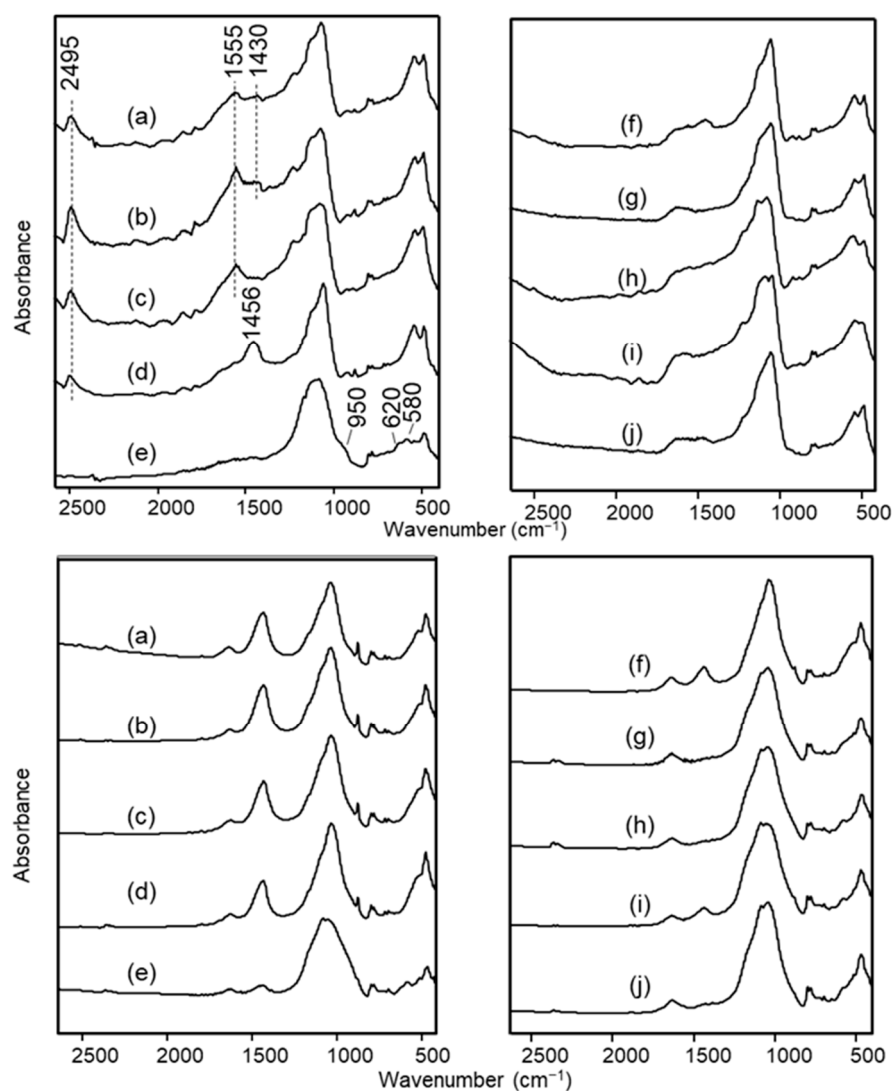 2495
1555
1430
(a)
(b)
(c)
1456
(d)
950
620
580
(e)
Absorbance
2500 2000 1500 1000 500
(f)
(g)
(h)
(i)
(j)
2500 2000 1500 1000 500
Wavenumber (cm⁻¹)
(a)
(b)
(c)
(d)
(e)
Absorbance
2500 2000 1500 1000 500
(f)
(g)
(h)
(i)
(j)
2500 2000 1500 1000 500
Wavenumber (cm⁻¹)